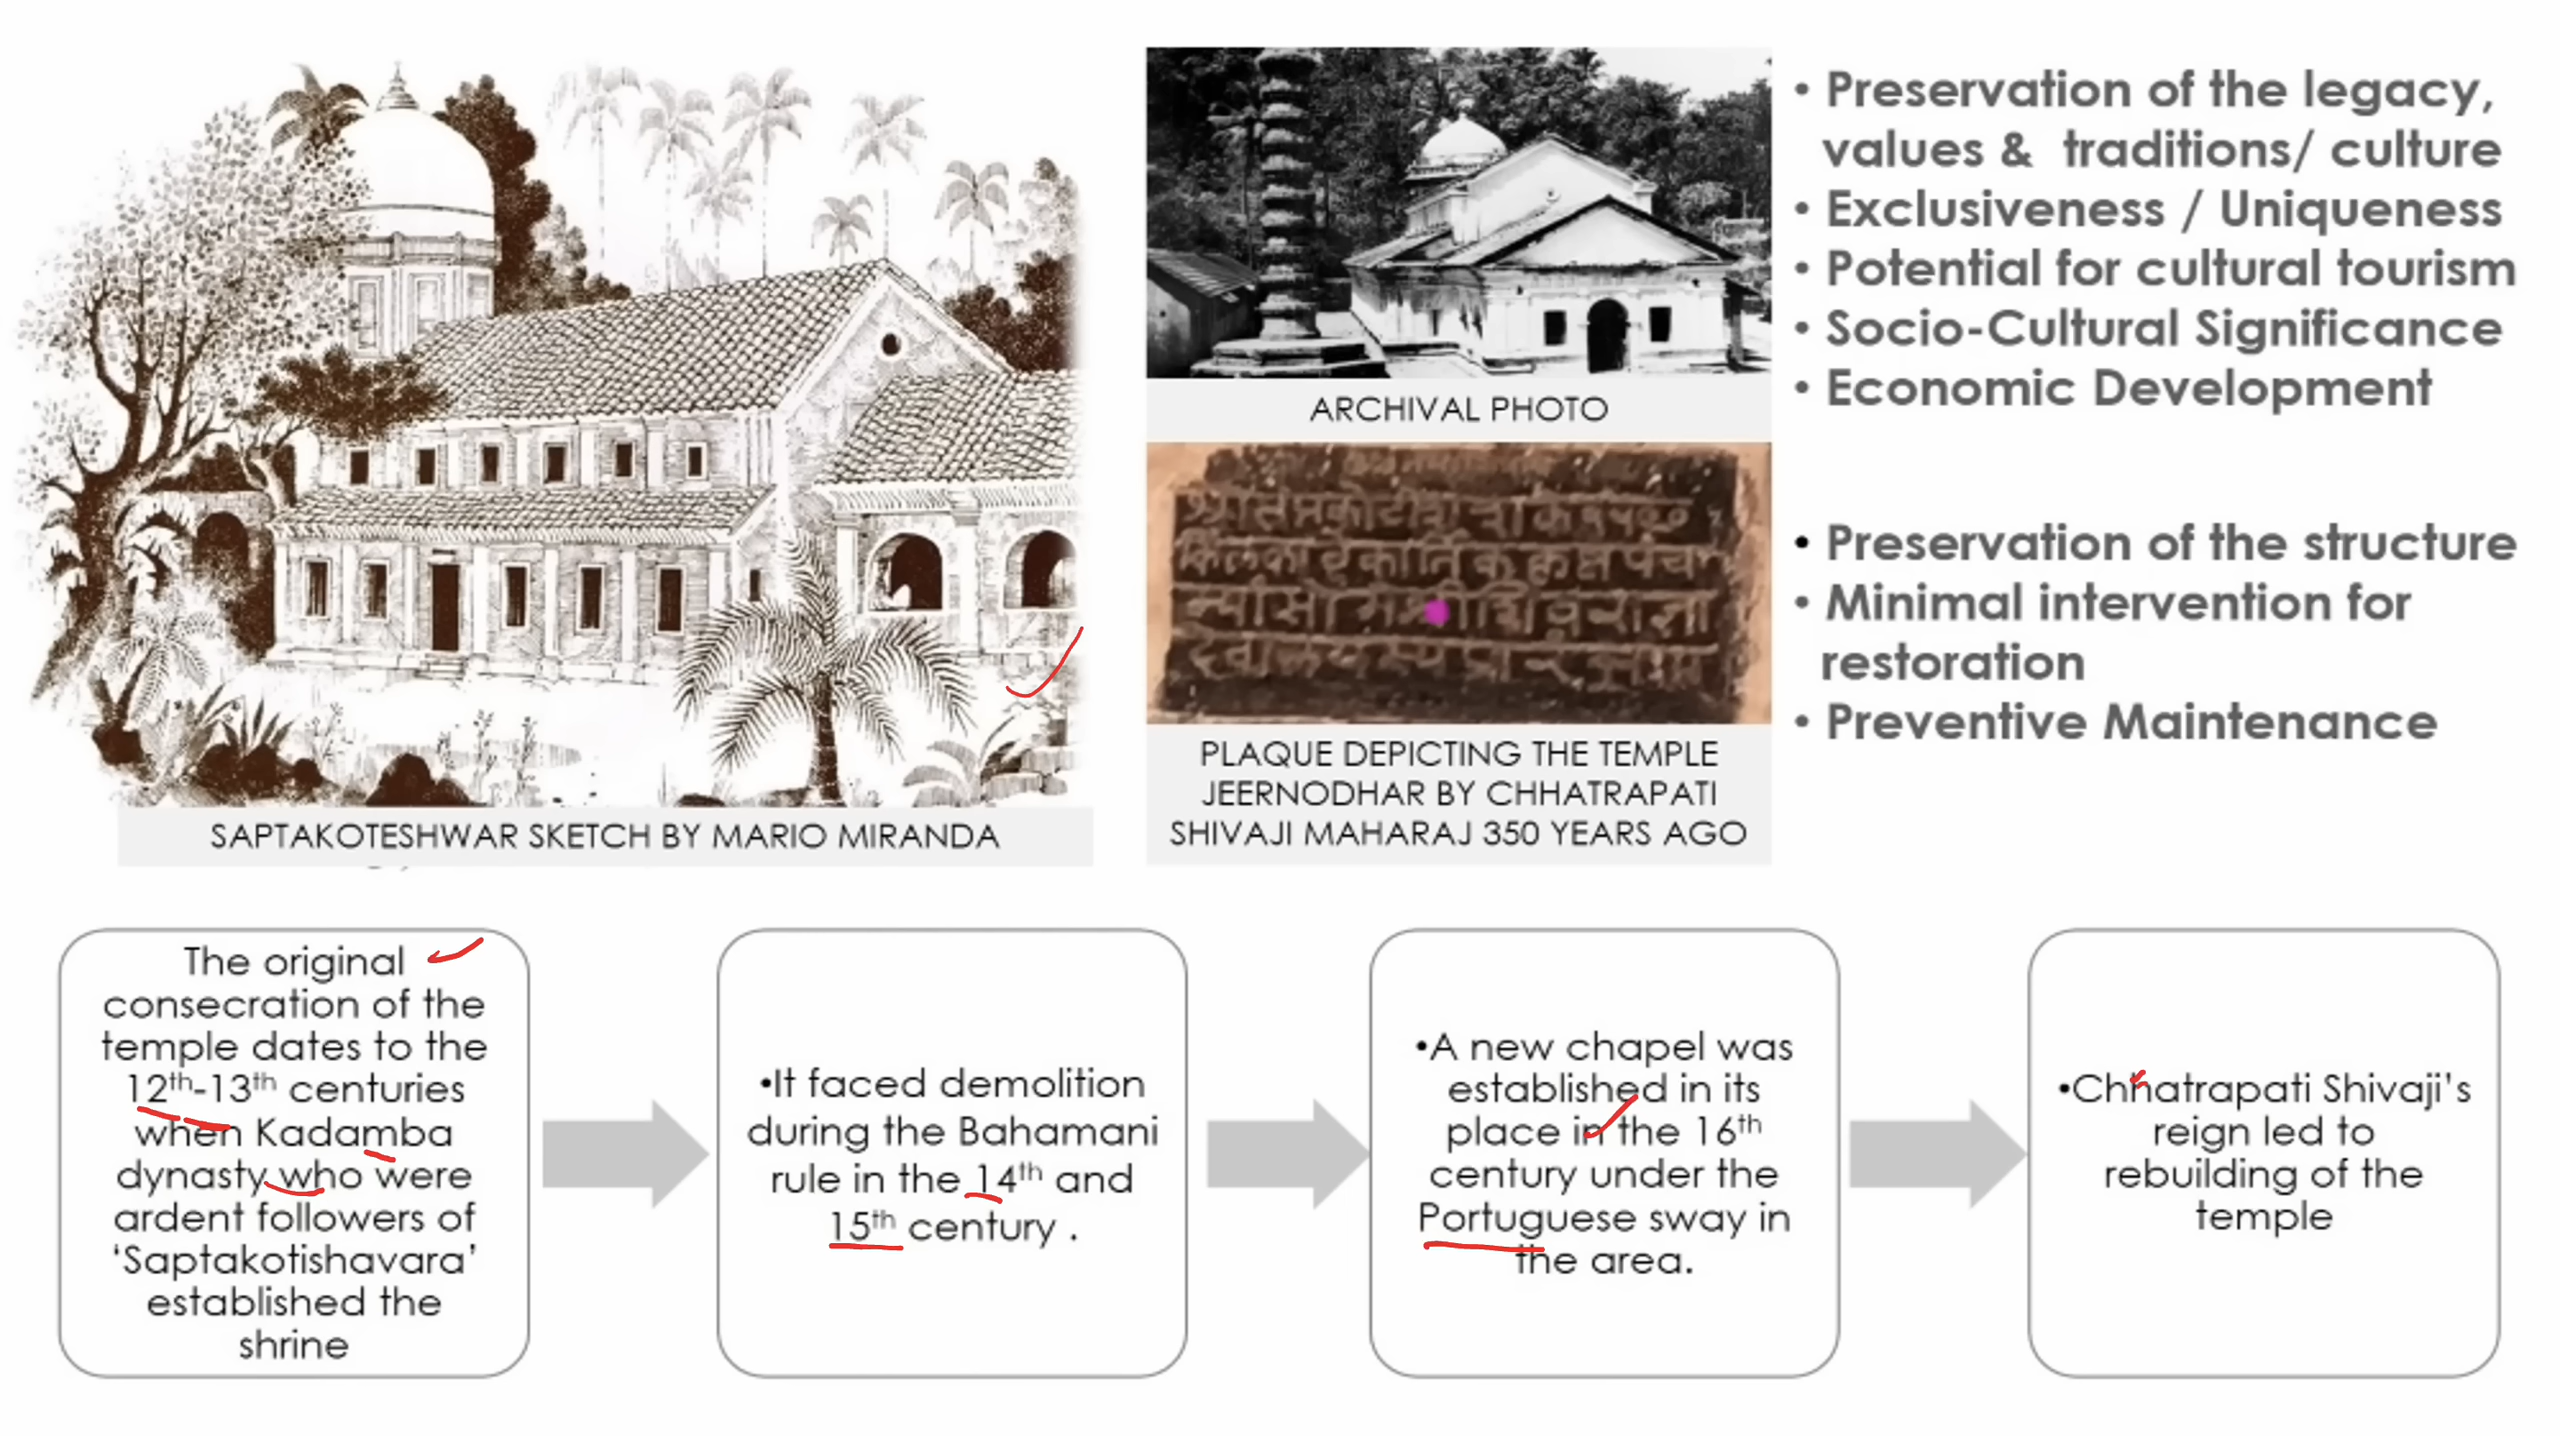 • Preservation of the legacy,
values & traditions/ culture
• Exclusiveness / Uniqueness
• Potential for cultural tourism
• Socio-Cultural Significance
• Economic Development
• Preservation of the structure
• Minimal intervention for
restoration
• Preventive Maintenance
ARCHIVAL PHOTO
PLAQUE DEPICTING THE TEMPLE
JEERNODHAR BY CHHATRAPATI
SHIVAJI MAHARAJ 350 YEARS AGO
SAPTAKOTESHWAR SKETCH BY MARIO MIRANDA
The original
consecration of the
temple dates to the
12th-13th centuries
when Kadamba
dynasty who were
ardent followers of
‘Saptakotishavara’
established the
shrine
•It faced demolition
during the Bahamani
rule in the 14th and
15th century .
•A new chapel was
established in its
place in the 16th
century under the
Portuguese sway in
the area.
•Chhatrapati Shivaji’s
reign led to
rebuilding of the
temple